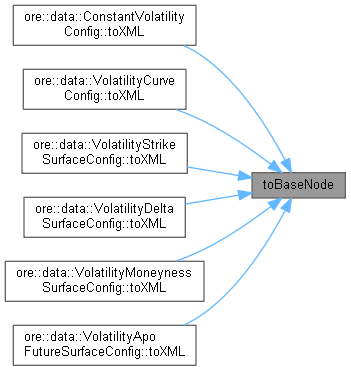 ore::data::ConstantVolatility
Config::toXML
ore::data::VolatilityCurve
Config::toXML
ore::data::VolatilityStrike
SurfaceConfig::toXML
toBaseNode
ore::data::VolatilityDelta
SurfaceConfig::toXML
ore::data::VolatilityMoneyness
SurfaceConfig::toXML
ore::data::VolatilityApo
FutureSurfaceConfig::toXML